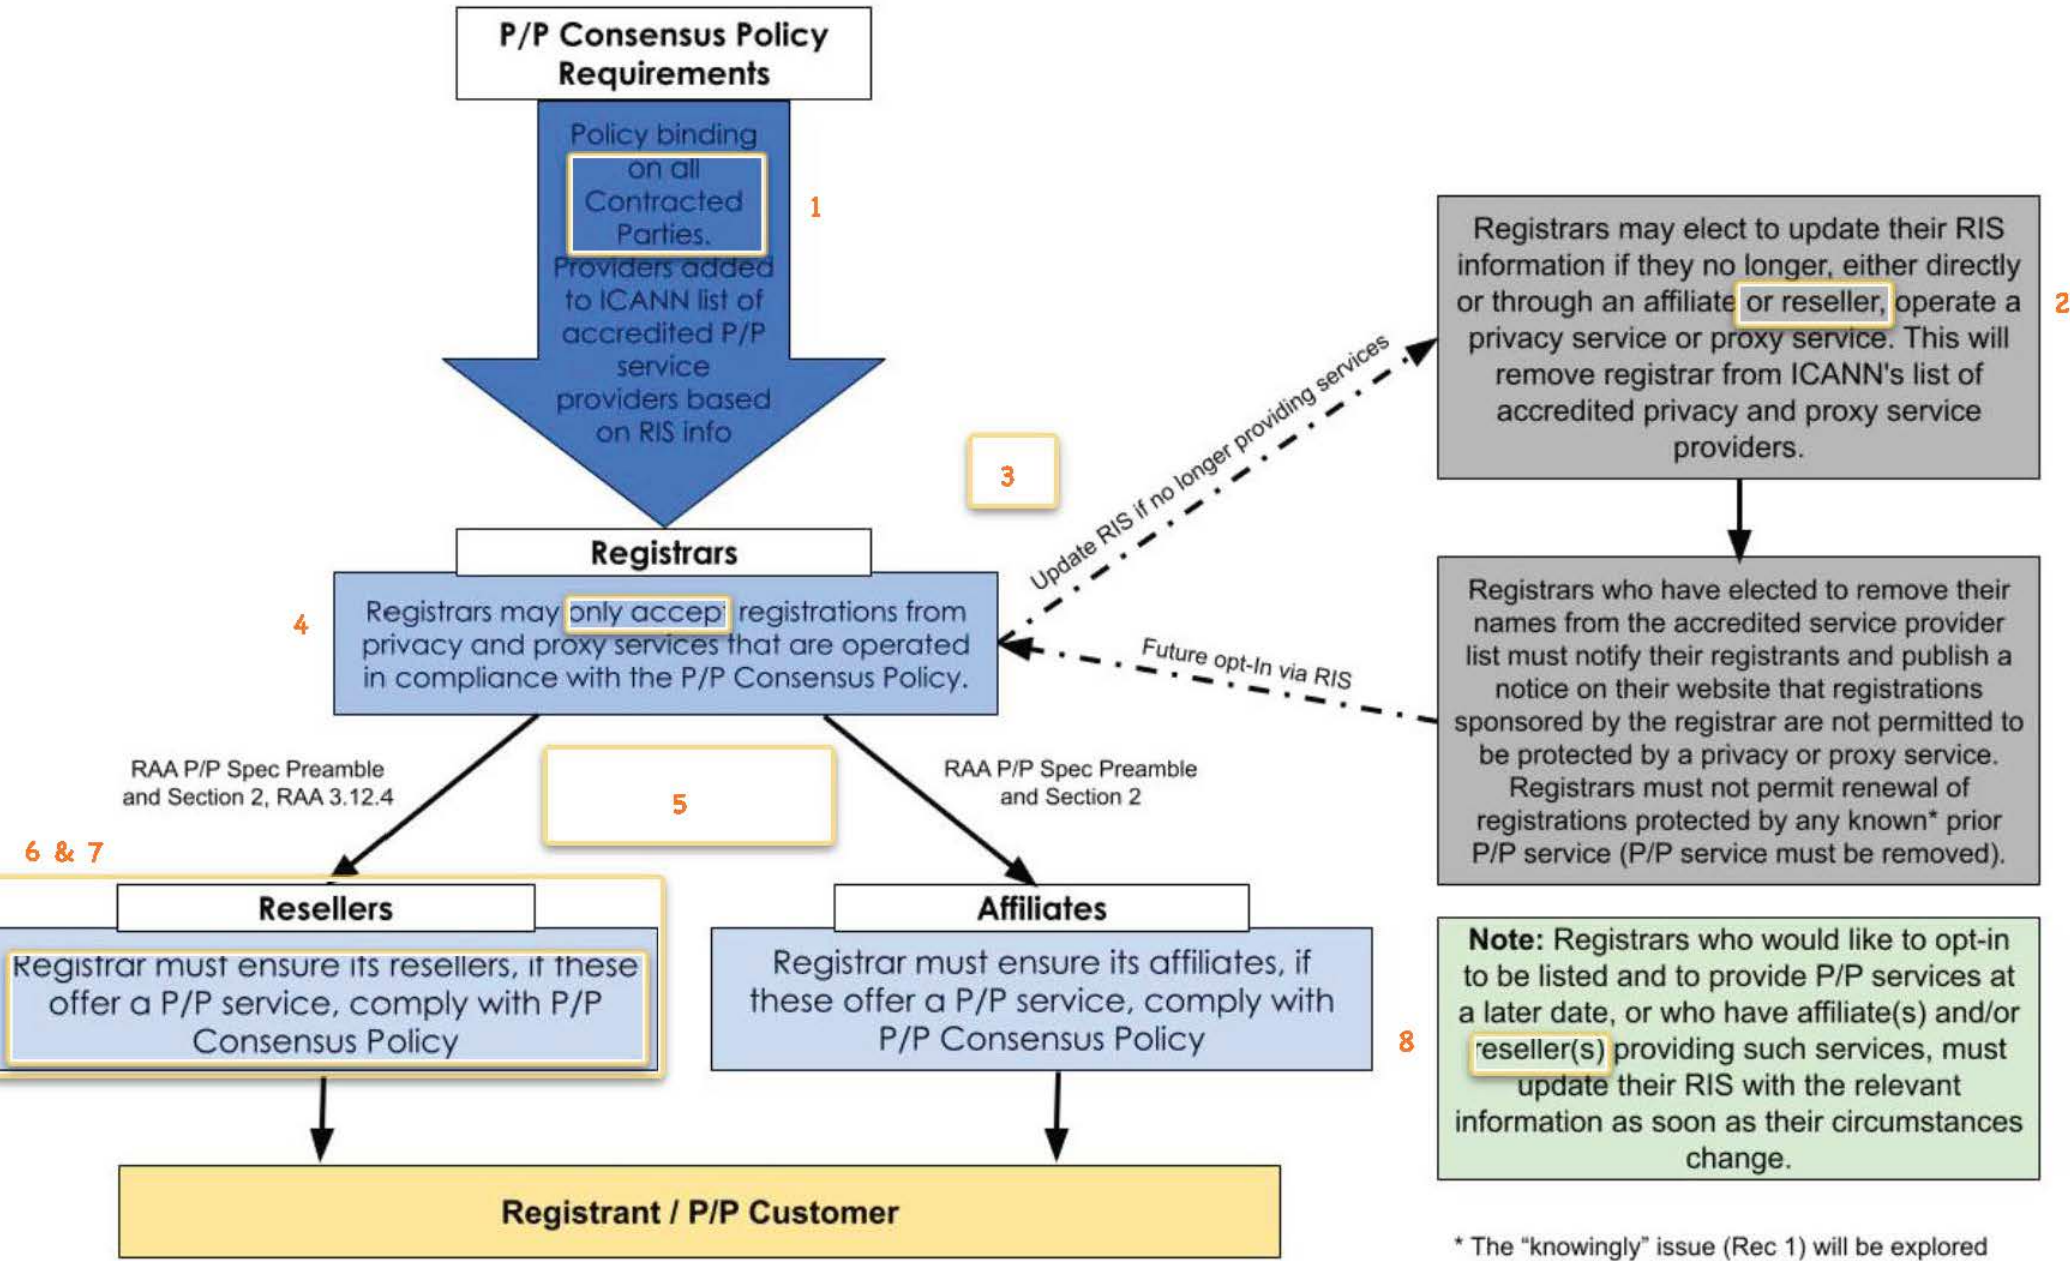 P/P Consensus Policy
Requirements
Policy binding
on all
Contracted
Parties.
Providers added
to ICANN list of
accredited P/P
service
providers based
on RIS info
1
Registrars may elect to update their RIS
information if they no longer, either directly
or through an affiliate or reseller, operate a
privacy service or proxy service. This will
remove registrar from ICANN's list of
accredited privacy and proxy service
providers.
2
3
Update RIS if no longer providing services
Registrars
4
Registrars may only accept registrations from
privacy and proxy services that are operated
in compliance with the P/P Consensus Policy.
Future opt-In via RIS
Registrars who have elected to remove their
names from the accredited service provider
list must notify their registrants and publish a
notice on their website that registrations
sponsored by the registrar are not permitted to
be protected by a privacy or proxy service.
Registrars must not permit renewal of
registrations protected by any known* prior
P/P service (P/P service must be removed).
RAA P/P Spec Preamble
and Section 2, RAA 3.12.4
5
RAA P/P Spec Preamble
and Section 2
6 & 7
Resellers
Registrar must ensure its resellers, if these
offer a P/P service, comply with P/P
Consensus Policy
Affiliates
Registrar must ensure its affiliates, if
these offer a P/P service, comply with
P/P Consensus Policy
8
Note: Registrars who would like to opt-in
to be listed and to provide P/P services at
a later date, or who have affiliate(s) and/or
reseller(s) providing such services, must
update their RIS with the relevant
information as soon as their circumstances
change.
Registrant / P/P Customer
* The “knowingly” issue (Rec 1) will be explored